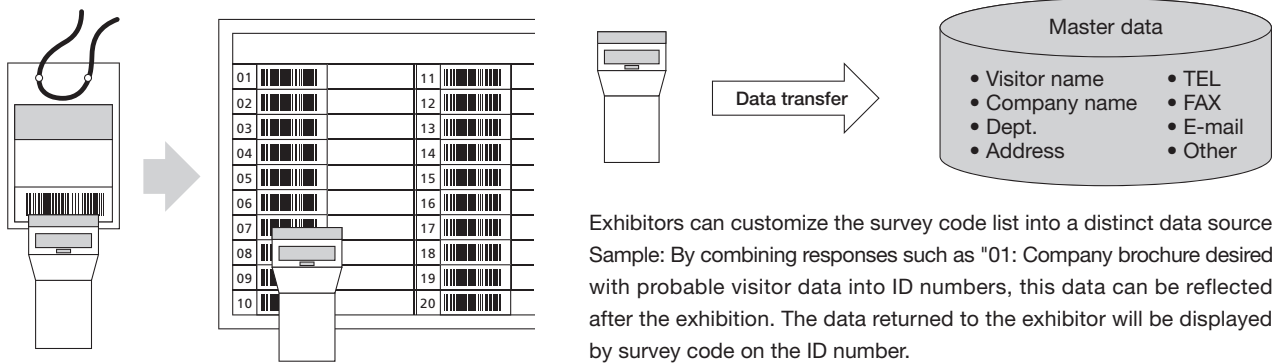 01 11
02 12
03 13
04 14
05 15
06 16
07 17
08 18
09 19
10 20
Data transfer
Master data
• Visitor name • TEL
• Company name • FAX
• Dept. • E-mail
• Address • Other
Exhibitors can customize the survey code list into a distinct data source
Sample: By combining responses such as "01: Company brochure desired
with probable visitor data into ID numbers, this data can be reflected
after the exhibition. The data returned to the exhibitor will be displayed
by survey code on the ID number.